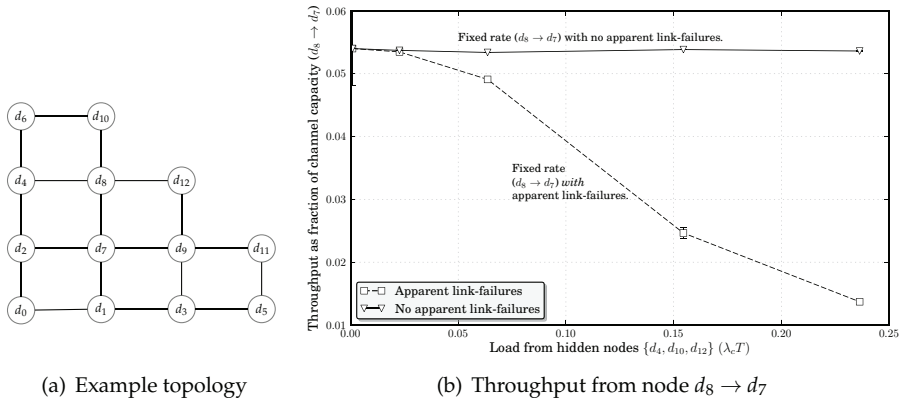 d6
d10
d4
d8
d12
d2
d7
d9
d11
d0
d1
d3
d5
(a) Example topology
Throughput as fraction of channel capacity (d8 → d7)
0.06
0.05
0.04
0.03
0.02
0.01
Fixed rate (d8 → d7) with no apparent link-failures.
Fixed rate
(d8 → d7) with
apparent link-failures.
Apparent link-failures
No apparent link-failures
0.00
0.05
0.10
0.15
0.20
0.25
Load from hidden nodes {d4, d10, d12} (λcT)
(b) Throughput from node d8 → d7